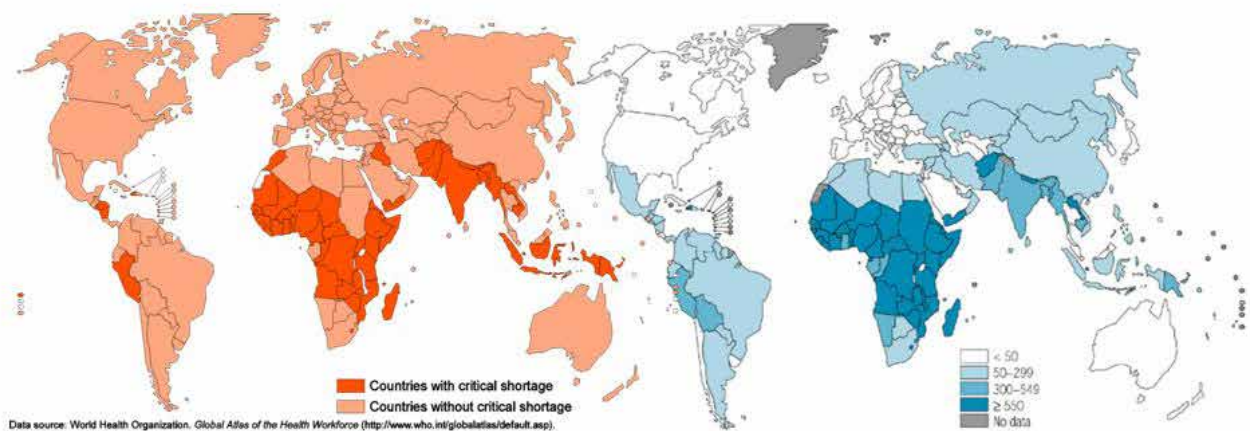 Countries with critical shortage
Countries without critical shortage
Data source: World Health Organization. Global Atlas of the Health Workforce (http://www.who.int/globalatlas/default.asp).
< 50
50–299
300–549
≥ 550
No data